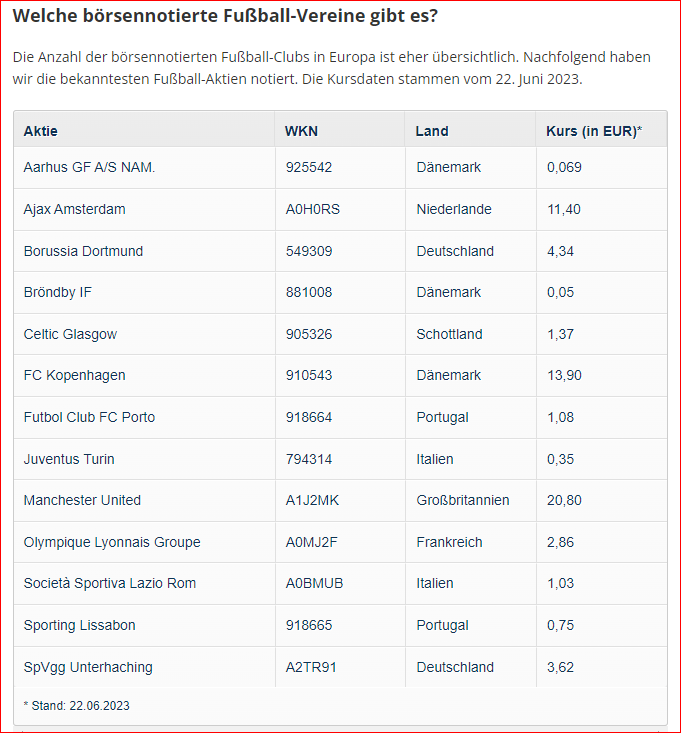 Welche börsennotierte Fußball-Vereine gibt es?
Die Anzahl der börsennotierten Fußball-Clubs in Europa ist eher übersichtlich. Nachfolgend haben
wir die bekanntesten Fußball-Aktien notiert. Die Kursdaten stammen vom 22. Juni 2023.
Aktie WKN Land Kurs (in EUR)*
Aarhus GF A/S NAM. 925542 Dänemark 0,069
Ajax Amsterdam A0H0RS Niederlande 11,40
Borussia Dortmund 549309 Deutschland 4,34
Bröndby IF 881008 Dänemark 0,05
Celtic Glasgow 905326 Schottland 1,37
FC Kopenhagen 910543 Dänemark 13,90
Futbol Club FC Porto 918664 Portugal 1,08
Juventus Turin 794314 Italien 0,35
Manchester United A1J2MK Großbritannien 20,80
Olympique Lyonnais Groupe A0MJ2F Frankreich 2,86
Società Sportiva Lazio Rom A0BMUB Italien 1,03
Sporting Lissabon 918665 Portugal 0,75
SpVgg Unterhaching A2TR91 Deutschland 3,62
* Stand: 22.06.2023